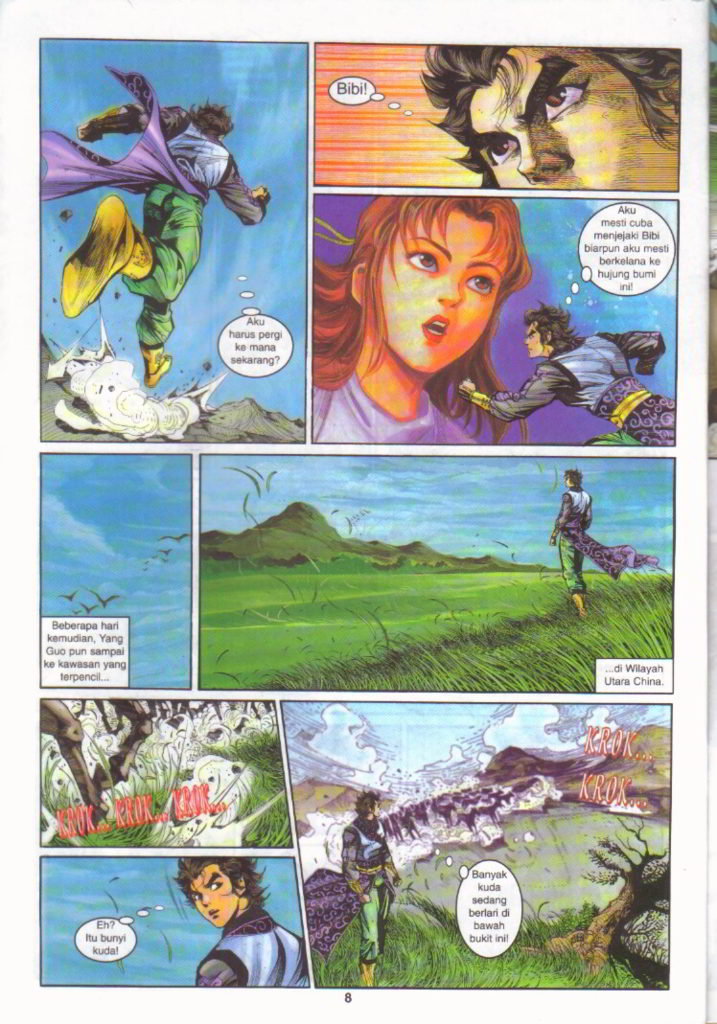 Aku
harus pergi
ke mana
sekarang?
Bibi!
Aku
mesti cuba
menjejaki Bibi
biarpun aku mesti
berkelana ke
hujung bumi
ini!
Beberapa hari
kemudian, Yang
Guo pun sampai
ke kawasan yang
terpencil...
...di Wilayah
Utara China.
KROK... KROK... KROK...
Eh?
Itu bunyi
kuda!
KROK...
KROK...
Banyak
kuda
sedang
berlari di
bawah
bukit ini!
8